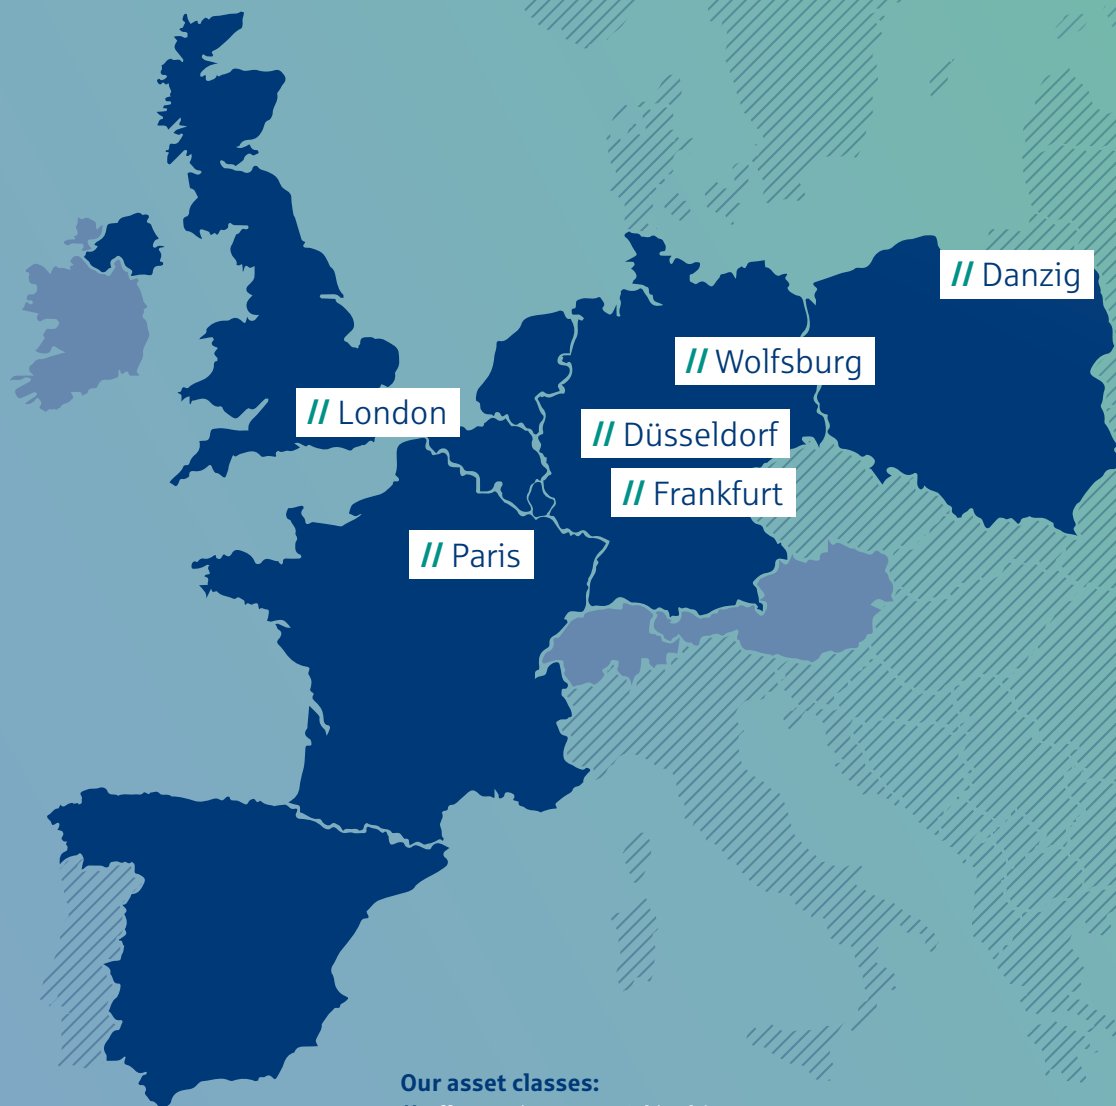 // Danzig
// Wolfsburg
// London
// Düsseldorf
// Frankfurt
// Paris
Our asset classes: